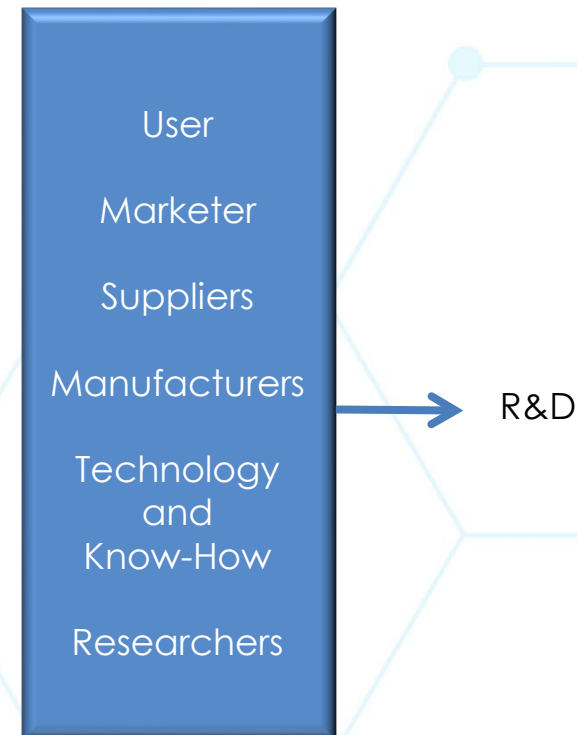 User
Marketer
Suppliers
Manufacturers
R&D
Technology
and
Know-How
Researchers